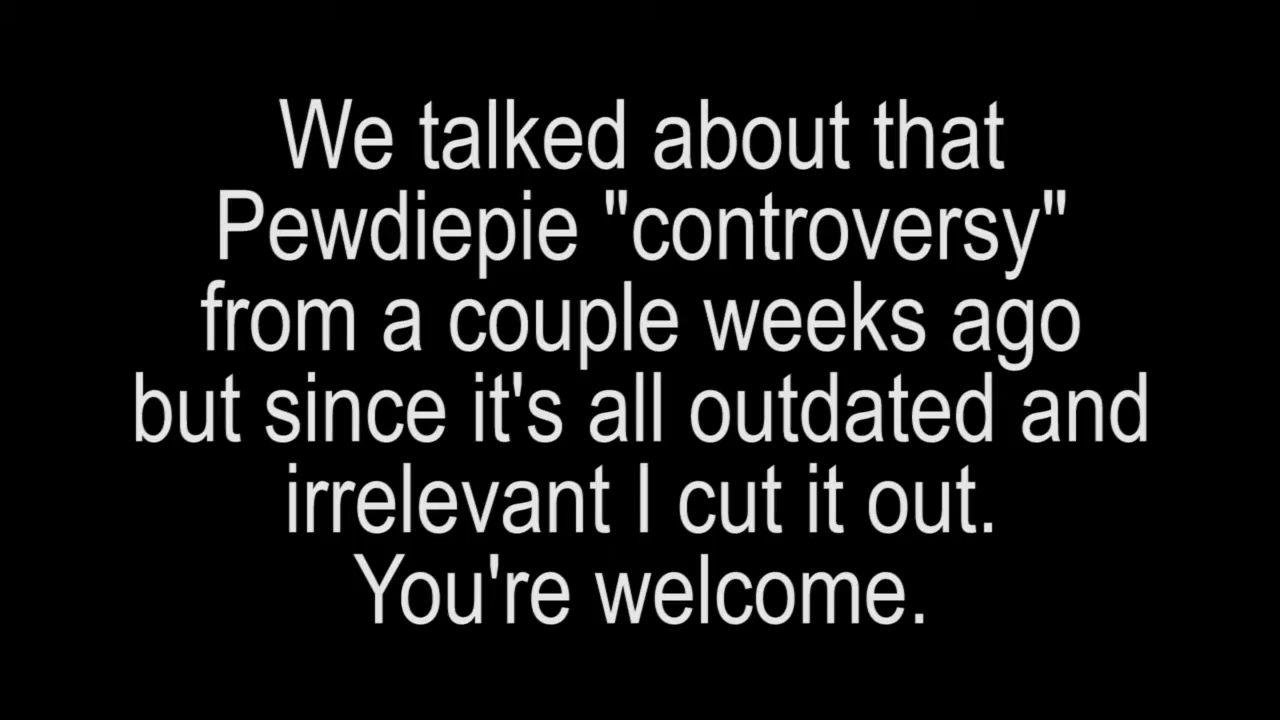 We talked about that
Pewdiepie "controversy"
from a couple weeks ago
but since it's all outdated and
irrelevant I cut it out.
You're welcome.